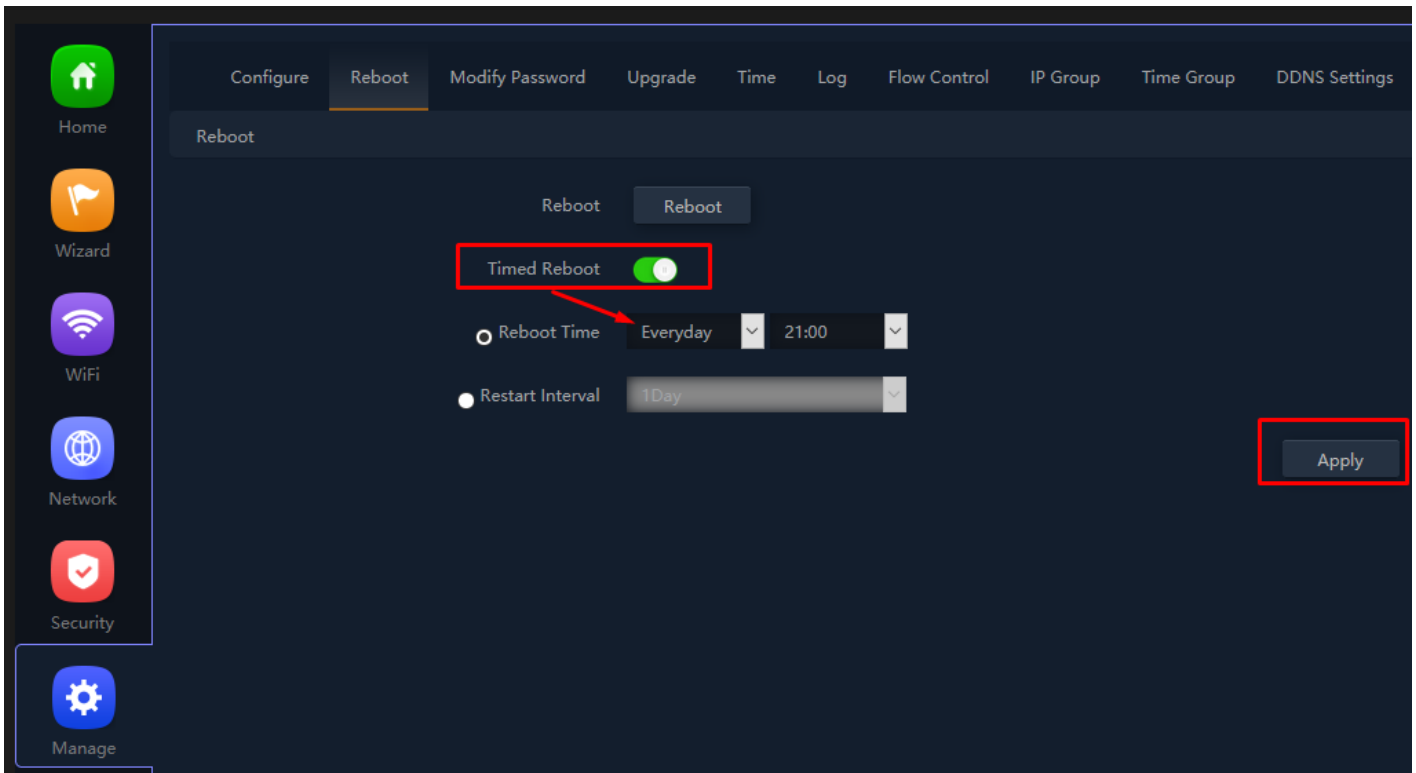 Home
Wizard
WiFi
Network
Security
Manage
Configure Reboot Modify Password Upgrade Time Log Flow Control IP Group Time Group DDNS Settings
Reboot
Reboot Reboot
Timed Reboot
Reboot Time Everyday 21:00
Restart Interval 1Day
Apply